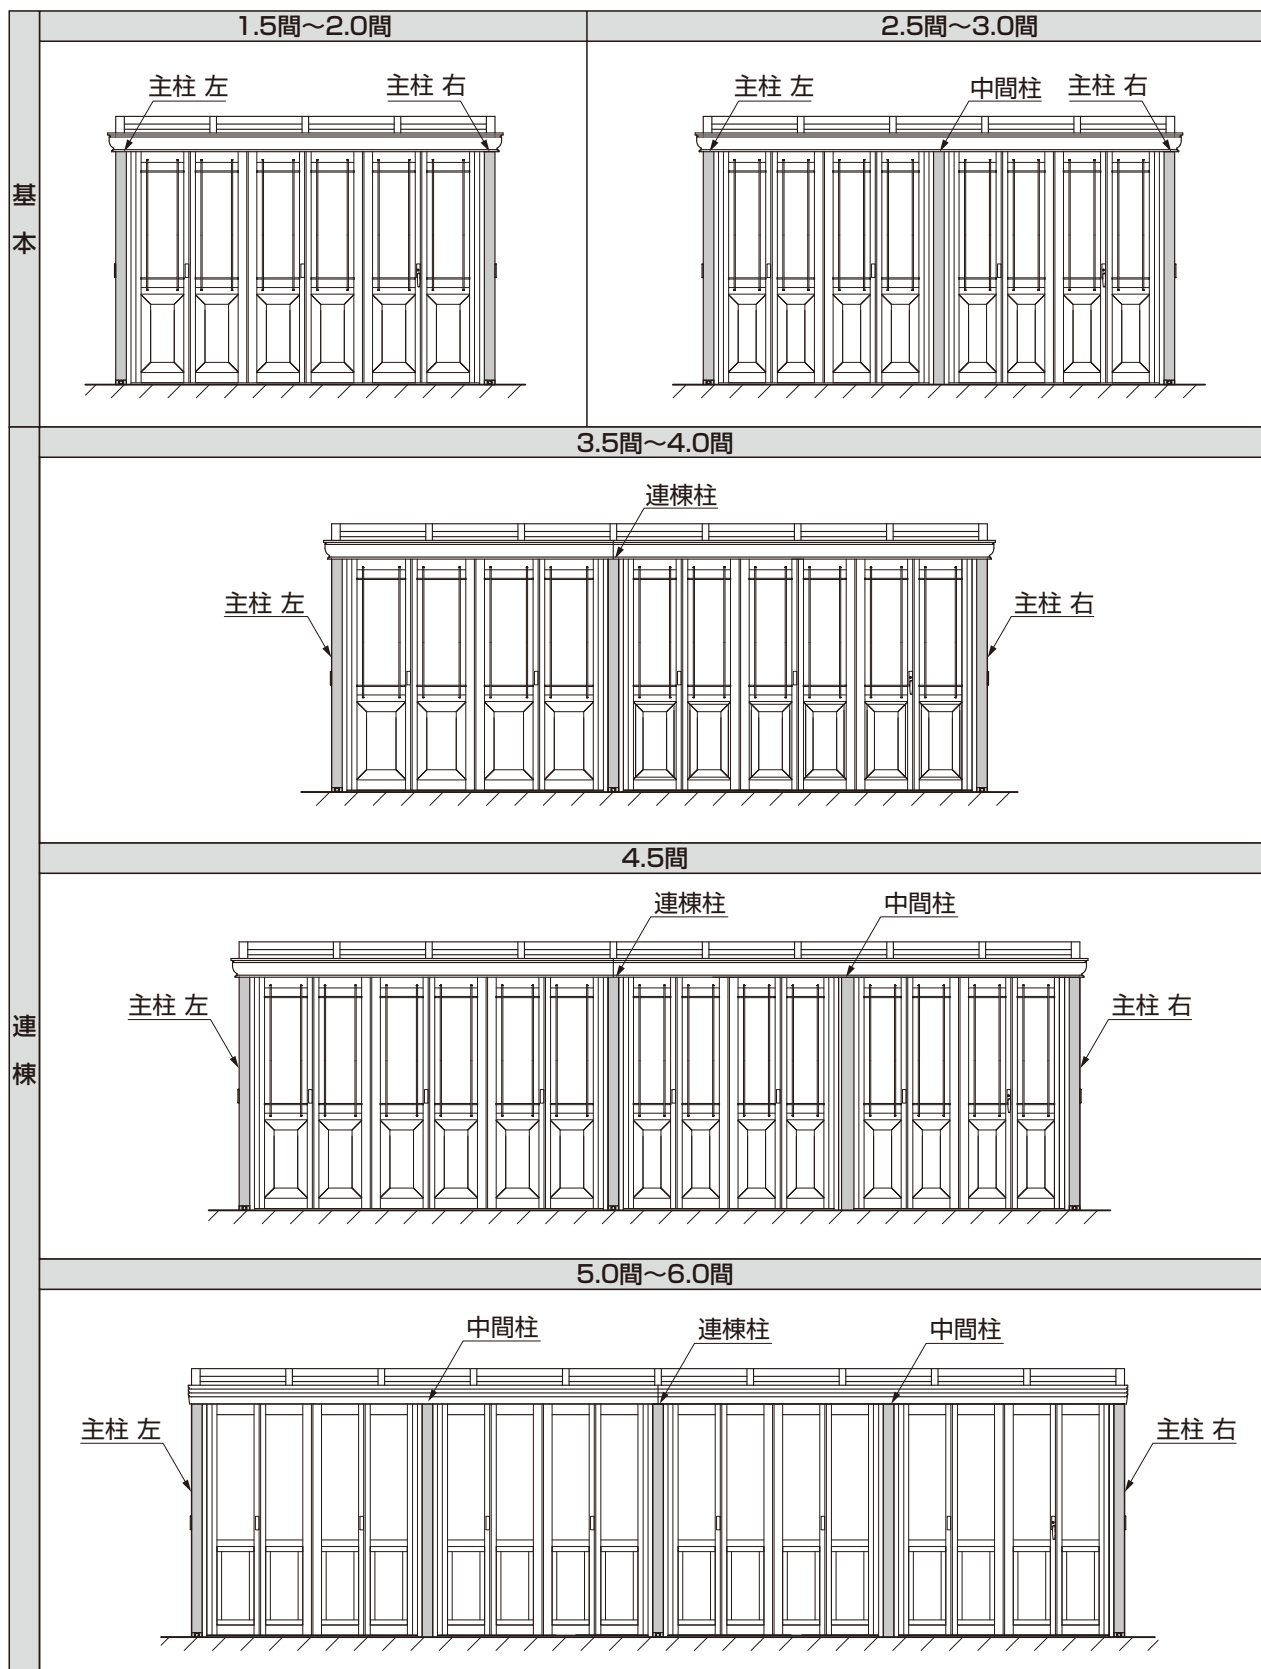 1.5間～2.0間
2.5間～3.0間
基本
主柱 左
主柱 右
主柱 左
中間柱
主柱 右
3.5間～4.0間
連棟
連棟柱
主柱 左
主柱 右
4.5間
連棟柱
中間柱
主柱 左
主柱 右
5.0間～6.0間
中間柱
連棟柱
中間柱
主柱 左
主柱 右